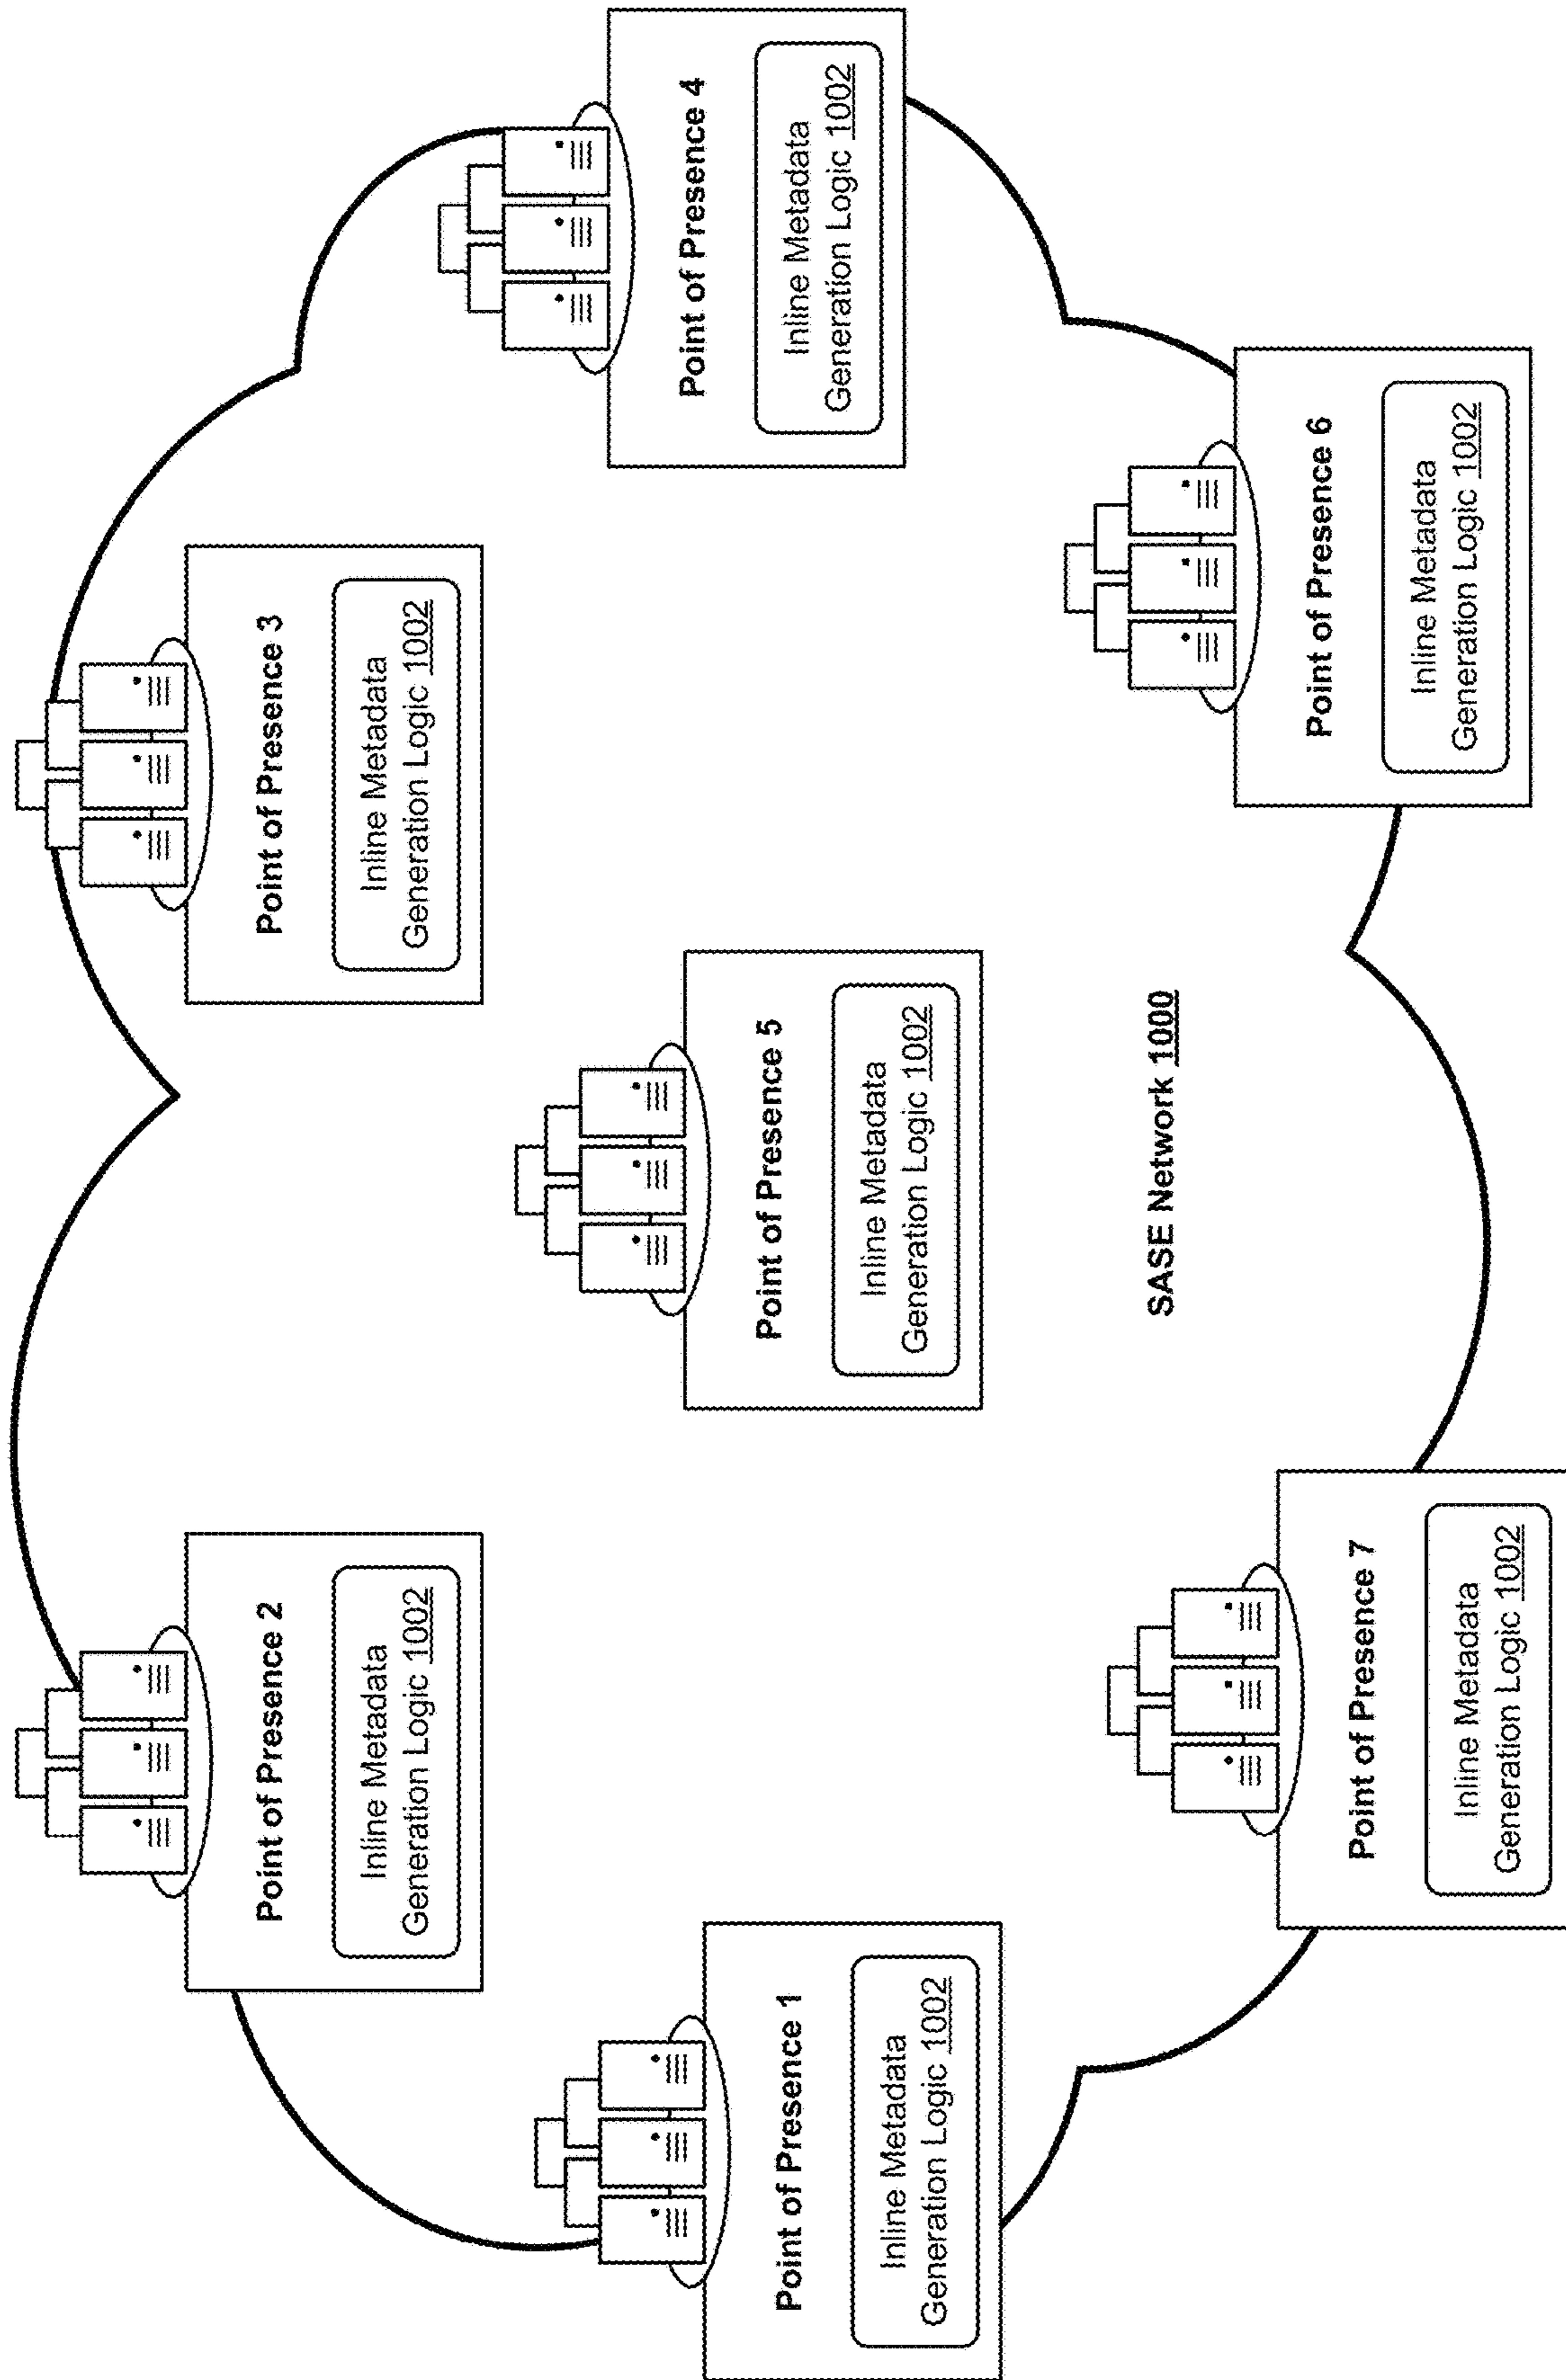 Point of Presence 1
Inline Metadata
Generation Logic 1002
Point of Presence 2
Inline Metadata
Generation Logic 1002
Point of Presence 3
Inline Metadata
Generation Logic 1002
Point of Presence 4
Inline Metadata
Generation Logic 1002
Point of Presence 5
Inline Metadata
Generation Logic 1002
Point of Presence 6
Inline Metadata
Generation Logic 1002
Point of Presence 7
Inline Metadata
Generation Logic 1002
SASE Network 1000